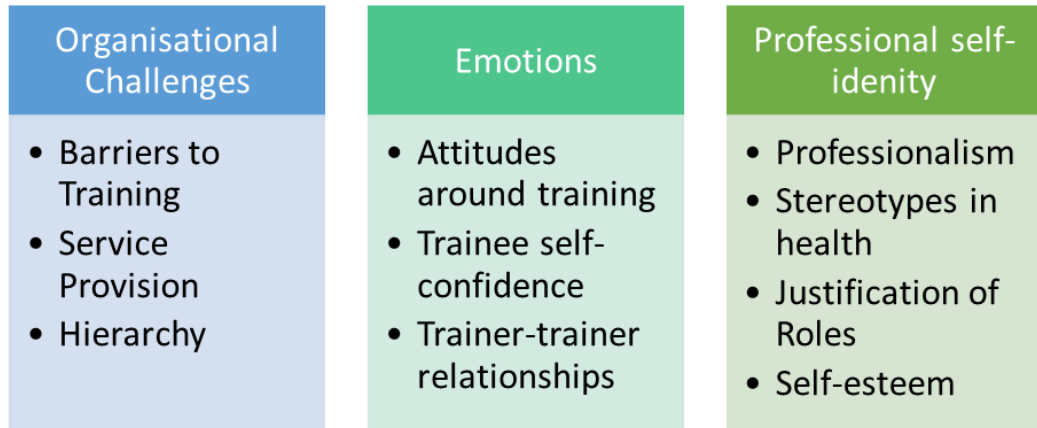 Organisational
Challenges
• Barriers to
Training
• Service
Provision
• Hierarchy
Emotions
• Attitudes
around training
• Trainee self-
confidence
• Trainer-trainer
relationships
Professional self-
idenity
• Professionalism
• Stereotypes in
health
• Justification of
Roles
• Self-esteem